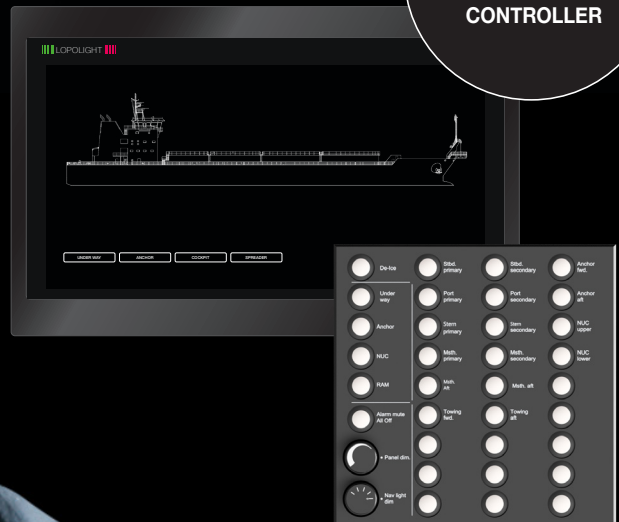 CONTROLLER
LOPOLIGHT
UNDER WAY
ANCHOR
COCKPIT
SPREADER
De-Ice
Stbd.
primary
Stbd.
secondary
Anchor
fwd.
Under
way
Port
primary
Port
secondary
Anchor
aft
Anchor
Stern
primary
Stern
secondary
NUC
upper
NUC
Msth.
primary
Msth.
secondary
NUC
lower
RAM
Msth.
Aft
Msth. aft
Alarm mute
All Off
Towing
fwd.
Towing
aft
• Panel dim.
• Nav light
dim